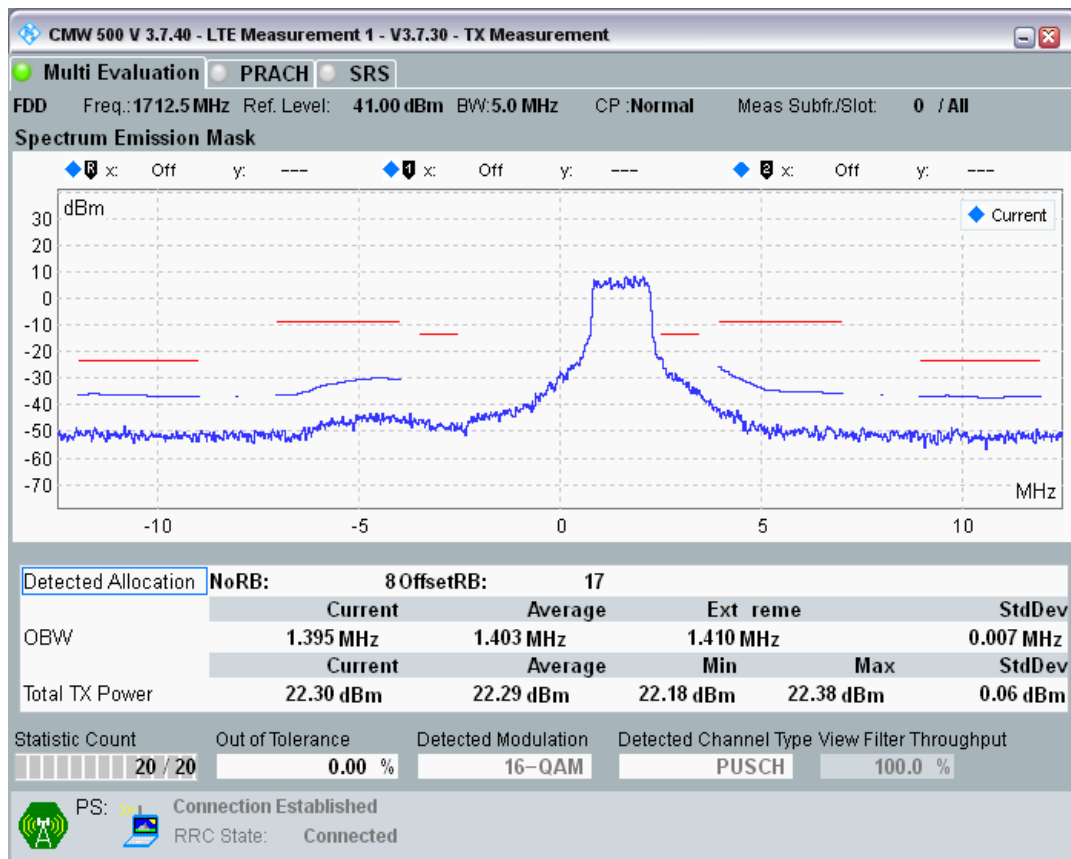 CMW 500 V 3.7.40 - LTE Measurement 1 - V3.7.30 - TX Measurement
Multi Evaluation PRACH SRS
FDD Freq.:1712.5 MHz Ref. Level: 41.00 dBm BW:5.0 MHz CP :Normal Meas Subfr./Slot: 0 / All
Spectrum Emission Mask
R x: Off y: --- 1 x: Off y: --- 2 x: Off y: ---
dBm
Current
30
20
10
0
-10
-20
-30
-40
-50
-60
-70
MHz
-10 -5 0 5 10
Detected Allocation NoRB: 8 OffsetRB: 17
Current Average Ext reme StdDev
OBW 1.395 MHz 1.403 MHz 1.410 MHz 0.007 MHz
Current Average Min Max StdDev
Total TX Power 22.30 dBm 22.29 dBm 22.18 dBm 22.38 dBm 0.06 dBm
Statistic Count Out of Tolerance Detected Modulation Detected Channel Type View Filter Throughput
20 / 20 0.00 % 16-QAM PUSCH 100.0 %
PS: Connection Established
RRC State: Connected